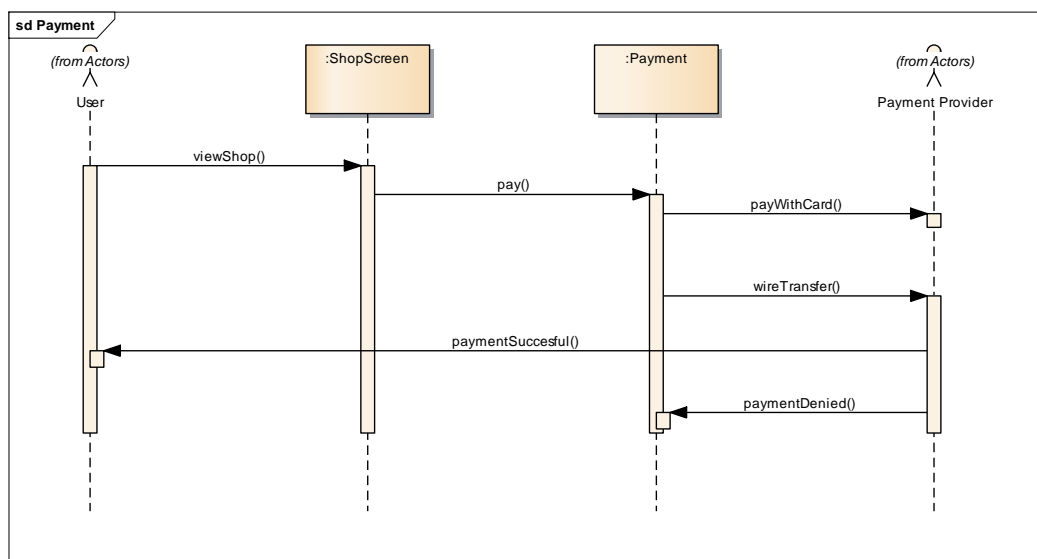 sd Payment
(from Actors)
User
:ShopScreen
:Payment
(from Actors)
Payment Provider
viewShop()
pay()
payWithCard()
wireTransfer()
paymentSuccesful()
paymentDenied()